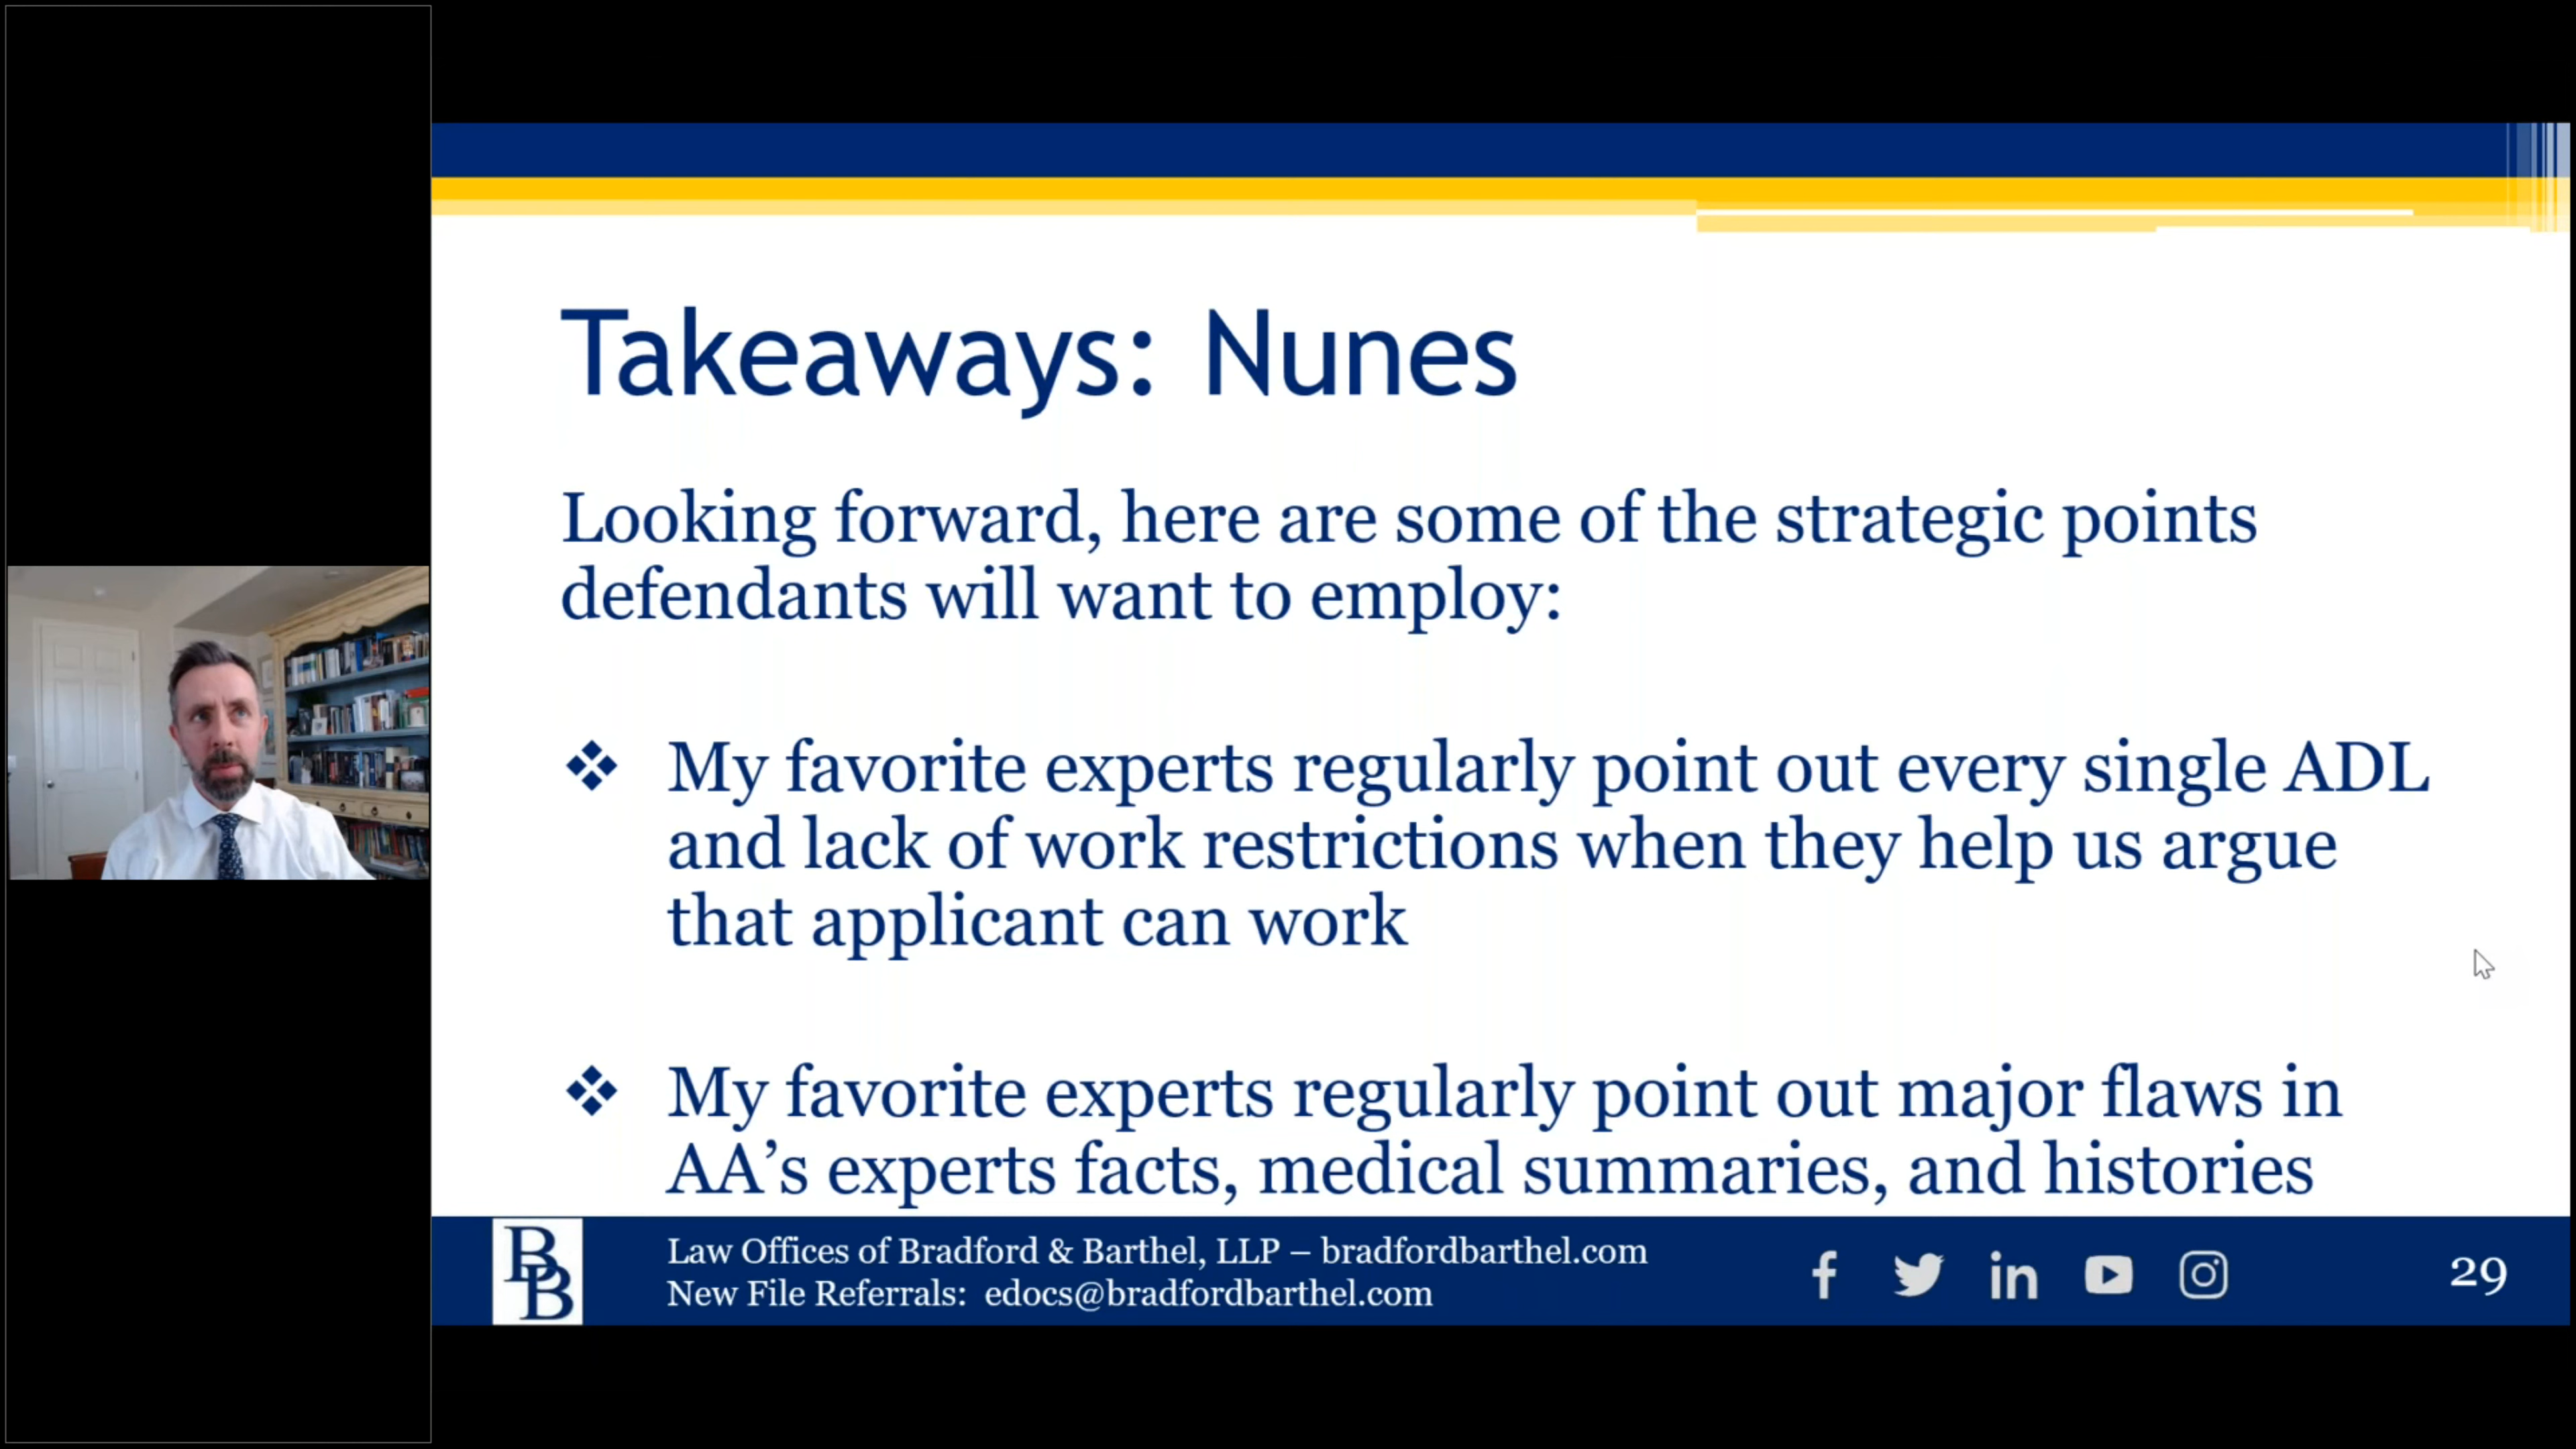 Takeaways: Nunes
Looking forward, here are some of the strategic points
defendants will want to employ:
My favorite experts regularly point out every single ADL
and lack of work restrictions when they help us argue
that applicant can work
My favorite experts regularly point out major flaws in
AA’s experts facts, medical summaries, and histories
BB
Law Offices of Bradford & Barthel, LLP – bradfordbarthel.com
New File Referrals: edocs@bradfordbarthel.com
29